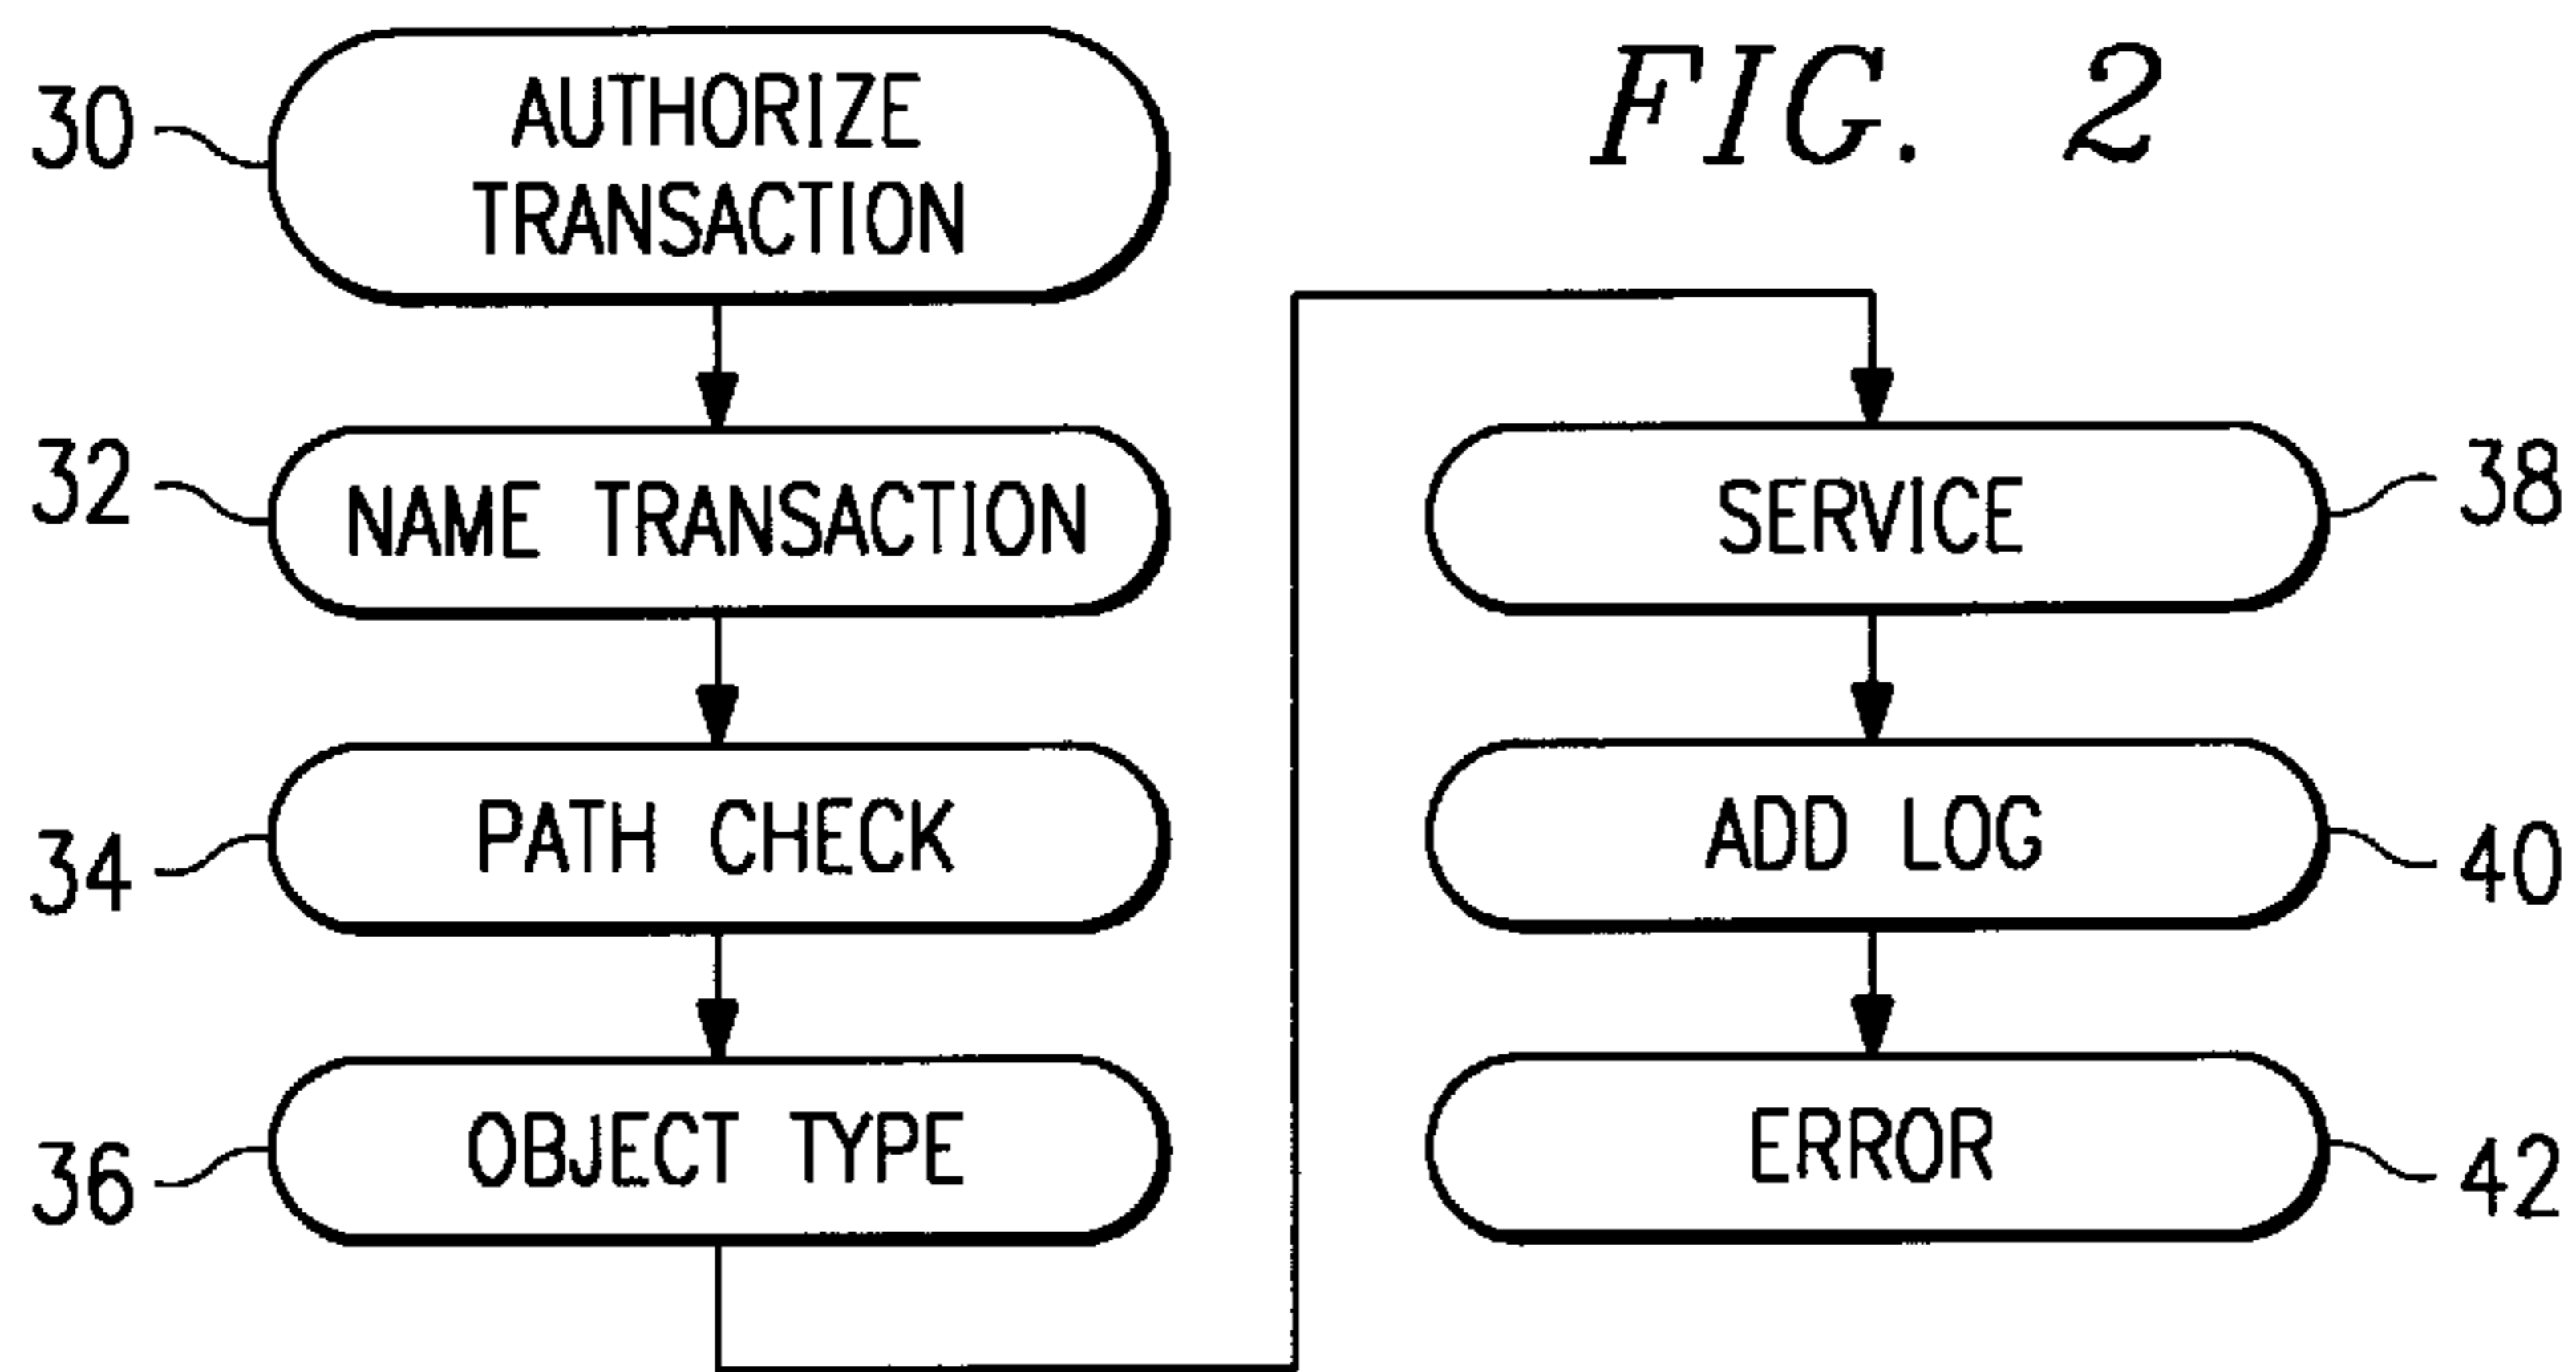 FIG. 2
30
AUTHORIZE
TRANSACTION
32
NAME TRANSACTION
34
PATH CHECK
36
OBJECT TYPE
SERVICE
38
ADD LOG
40
ERROR
42